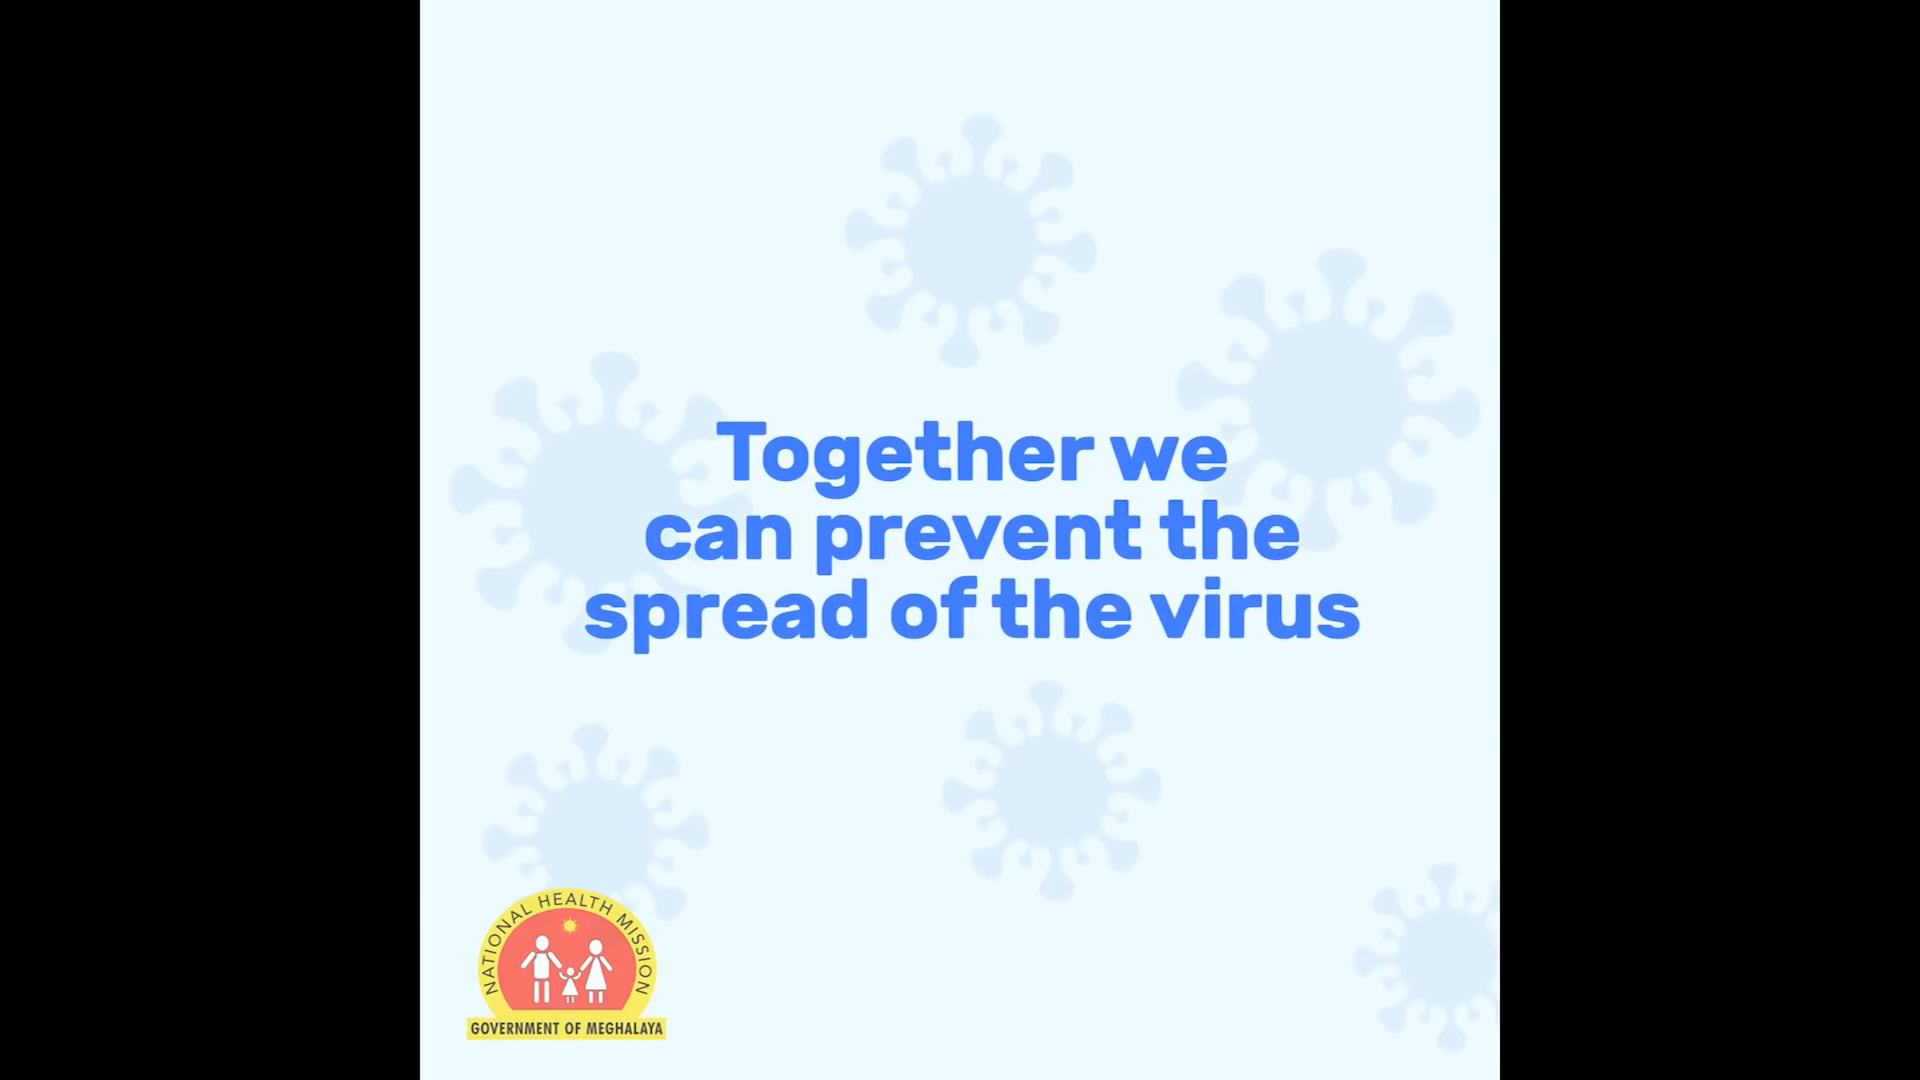 Together we
can prevent the
spread of the virus
NATIONAL HEALTH MISSION
GOVERNMENT OF MEGHALAYA